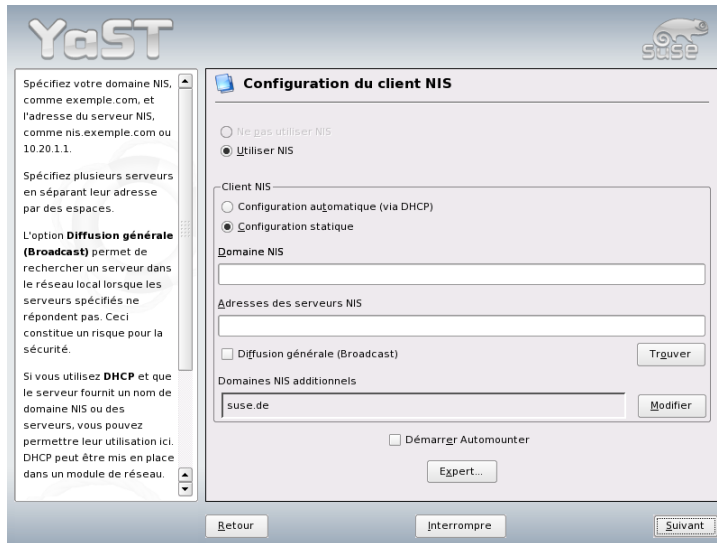 YaST
SUSE
Spécifiez votre domaine NIS,
comme exemple.com, et
l'adresse du serveur NIS,
comme nis.exemple.com ou
10.20.1.1.
Spécifiez plusieurs serveurs
en séparant leur adresse
par des espaces.
L'option Diffusion générale
(Broadcast) permet de
rechercher un serveur dans
le réseau local lorsque les
serveurs spécifiés ne
répondent pas. Ceci
constitue un risque pour la
sécurité.
Si vous utilisez DHCP et que
le serveur fournit un nom de
domaine NIS ou des
serveurs, vous pouvez
permettre leur utilisation ici.
DHCP peut être mis en place
dans un module de réseau.
Configuration du client NIS
Ne pas utiliser NIS
Utiliser NIS
Client NIS
Configuration automatique (via DHCP)
Configuration statique
Domaine NIS
Adresses des serveurs NIS
Diffusion générale (Broadcast)
Trouver
Domaines NIS additionnels
suse.de
Modifier
Démarrer Automounter
Expert...
Retour
Interrompre
Suivant